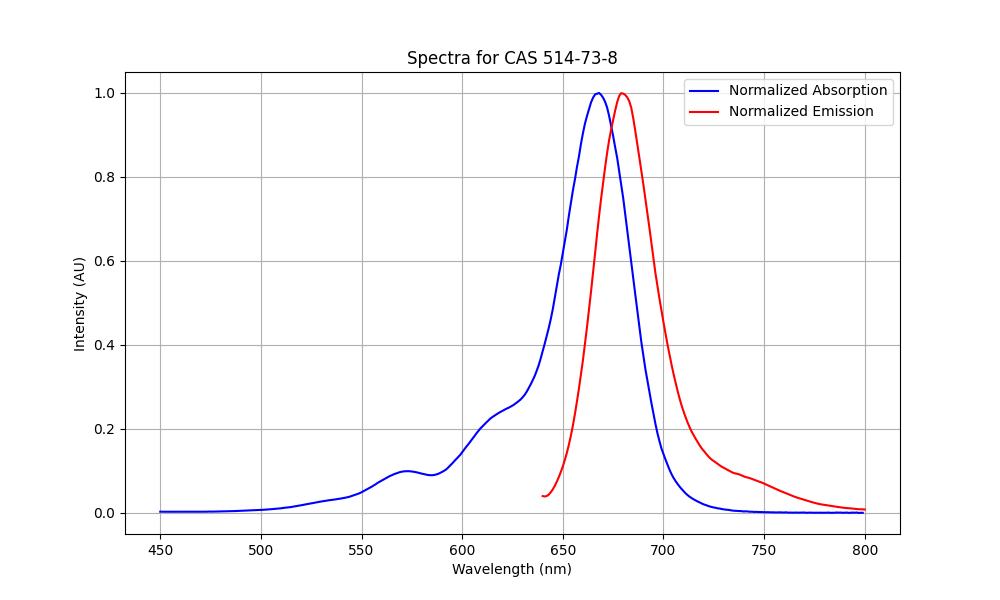 Spectra for CAS 514-73-8
Normalized Absorption
Normalized Emission
1.0
0.8
0.6
0.4
0.2
0.0
Intensity (AU)
450 500 550 600 650 700 750 800
Wavelength (nm)